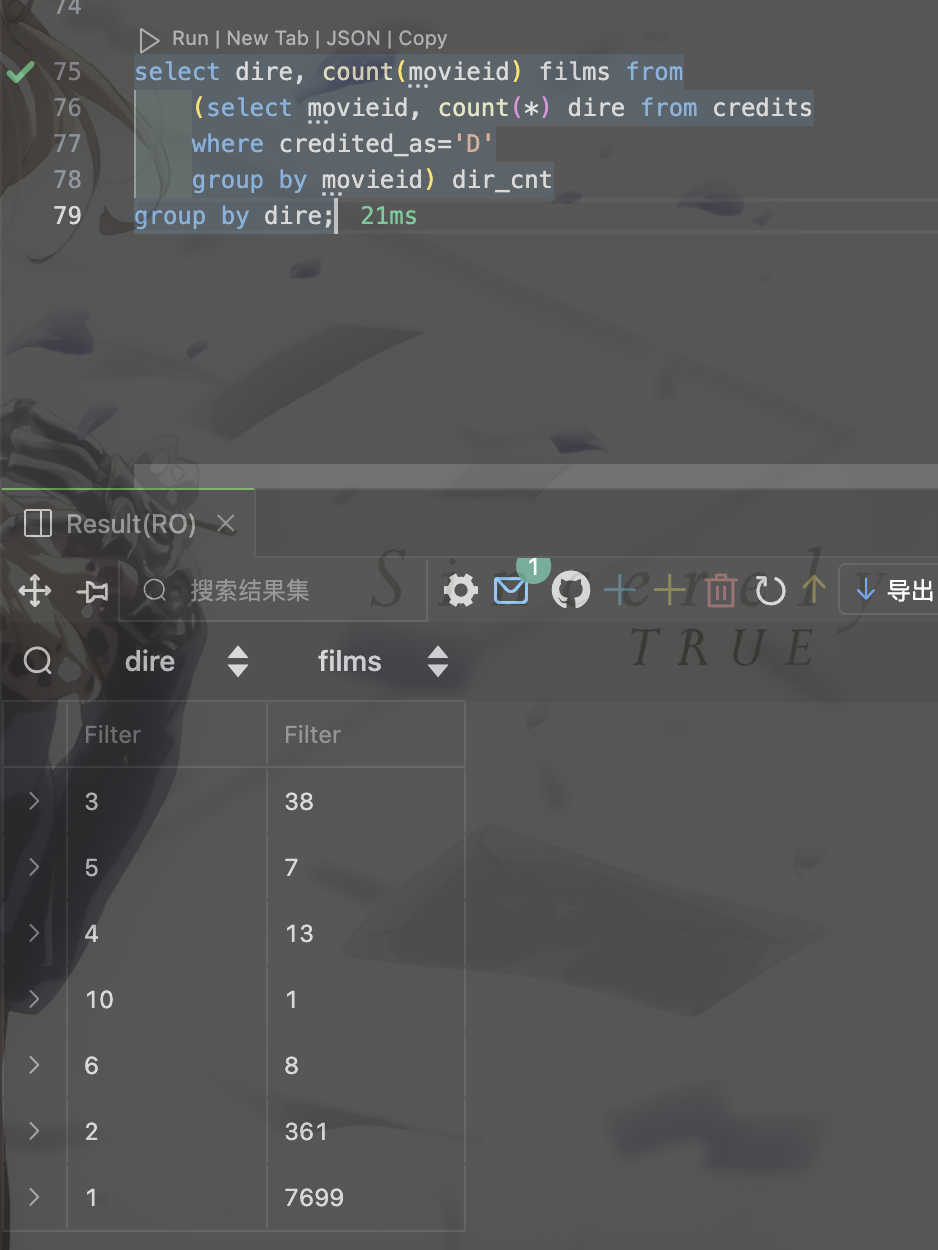 74
Run | New Tab | JSON | Copy
75 select dire, count(movieid) films from
76 (select movieid, count(*) dire from credits
77 where credited_as='D'
78 group by movieid) dir_cnt
79 group by dire; 21ms
Result(RO)
搜索结果集 1 导出
Sincerely
TRUE
dire films
Filter Filter
3 38
5 7
4 13
10 1
6 8
2 361
1 7699